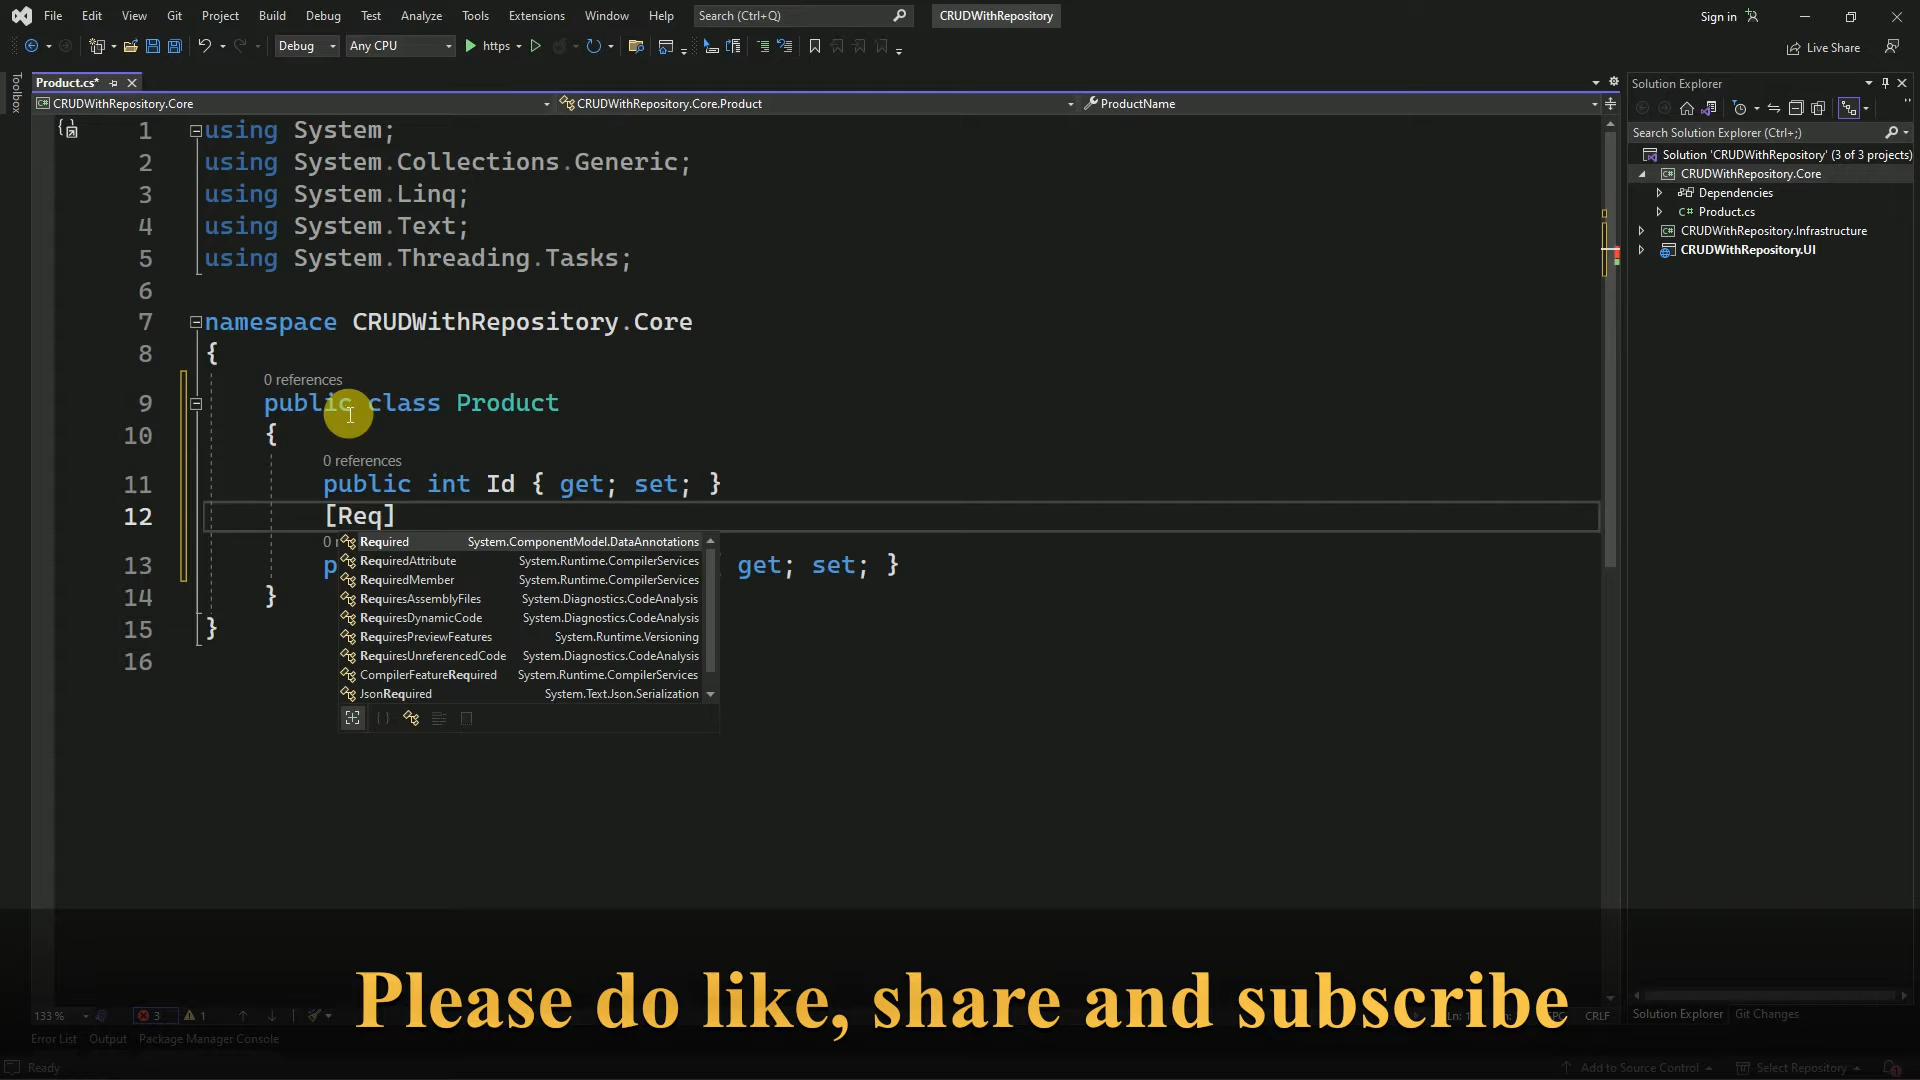 File Edit View Git Project Build Debug Test Analyze Tools Extensions Window Help Search (Ctrl+Q) CRUDWithRepository Sign in
Debug Any CPU https Live Share
Toolbox
Product.cs*
CRUDWithRepository.Core CRUDWithRepository.Core.Product ProductName
1 using System;
2 using System.Collections.Generic;
3 using System.Linq;
4 using System.Text;
5 using System.Threading.Tasks;
6
7 namespace CRUDWithRepository.Core
8 {
0 references
9 public class Product
10 {
0 references
11 public int Id { get; set; }
12 [Req]
0
13 get; set; }
14 }
15 }
16
Required System.ComponentModel.DataAnnotations
RequiredAttribute System.Runtime.CompilerServices
RequiredMember System.Runtime.CompilerServices
RequiresAssemblyFiles System.Diagnostics.CodeAnalysis
RequiresDynamicCode System.Diagnostics.CodeAnalysis
RequiresPreviewFeatures System.Runtime.Versioning
RequiresUnreferencedCode System.Diagnostics.CodeAnalysis
CompilerFeatureRequired System.Runtime.CompilerServices
JsonRequired System.Text.Json.Serialization
Solution Explorer
Search Solution Explorer (Ctrl+;)
Solution 'CRUDWithRepository' (3 of 3 projects)
CRUDWithRepository.Core
Dependencies
C# Product.cs
CRUDWithRepository.Infrastructure
CRUDWithRepository.UI
Please do like, share and subscribe
133 % 3 1 CRLF
Solution Explorer Git Changes
Error List Output Package Manager Console
Ready Add to Source Control Select Repository